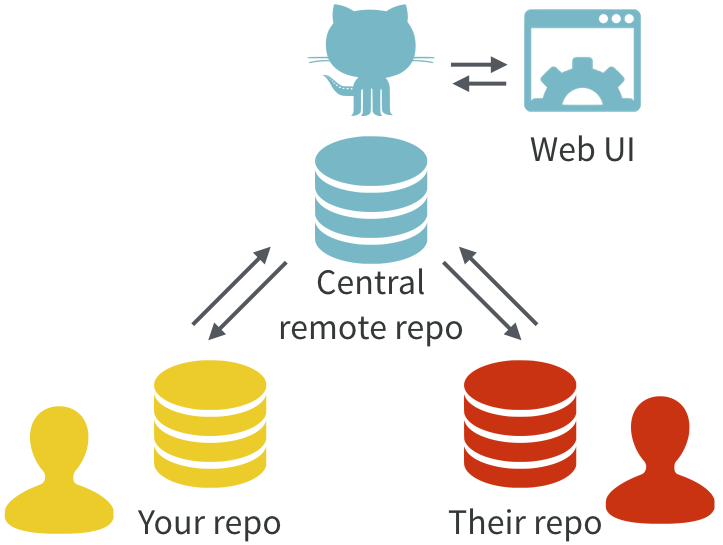 Web UI
Central
remote repo
Your repo
Their repo